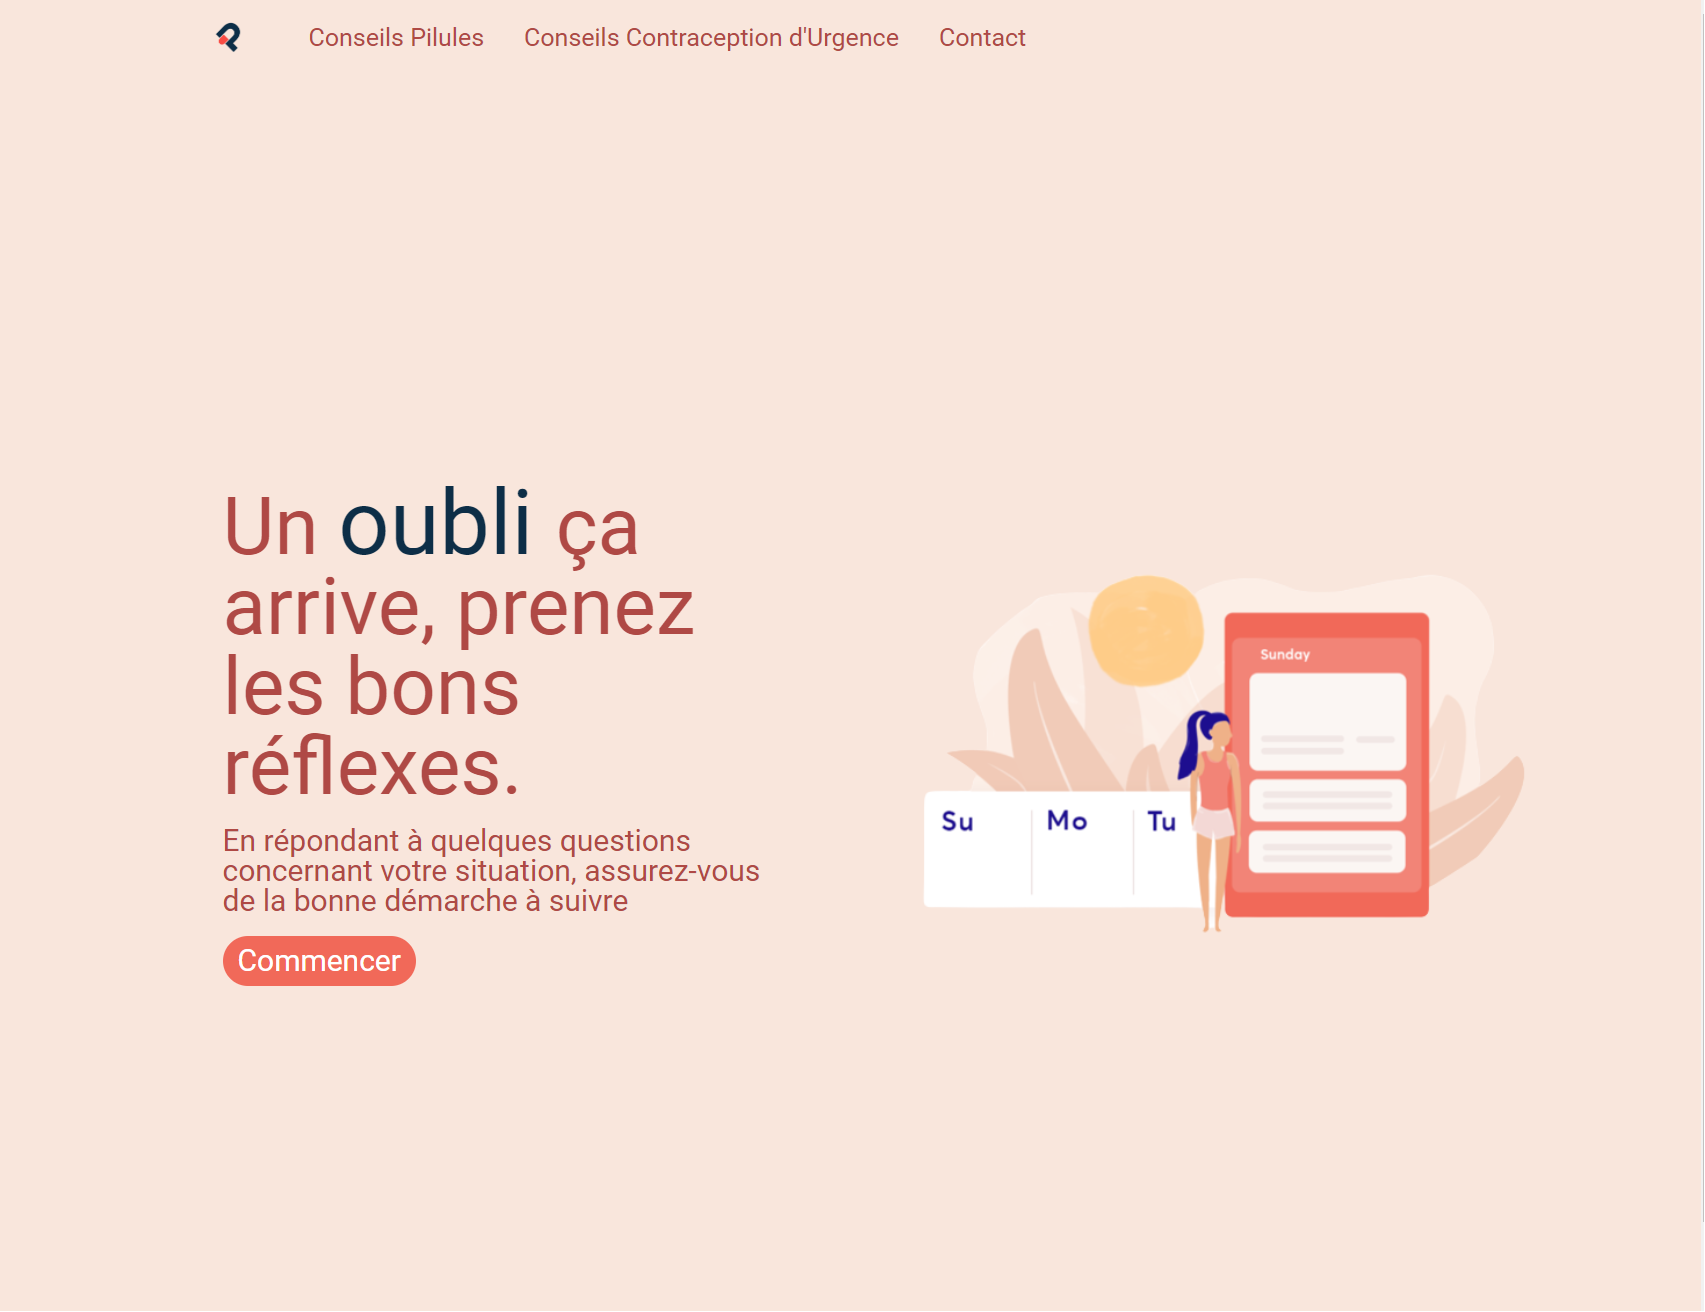 Conseils Pilules
Conseils Contraception d'Urgence
Contact
Un oubli ça
arrive, prenez
les bons
réflexes.
En répondant à quelques questions
concernant votre situation, assurez-vous
de la bonne démarche à suivre
Commencer
Sunday
Su
Mo
Tu